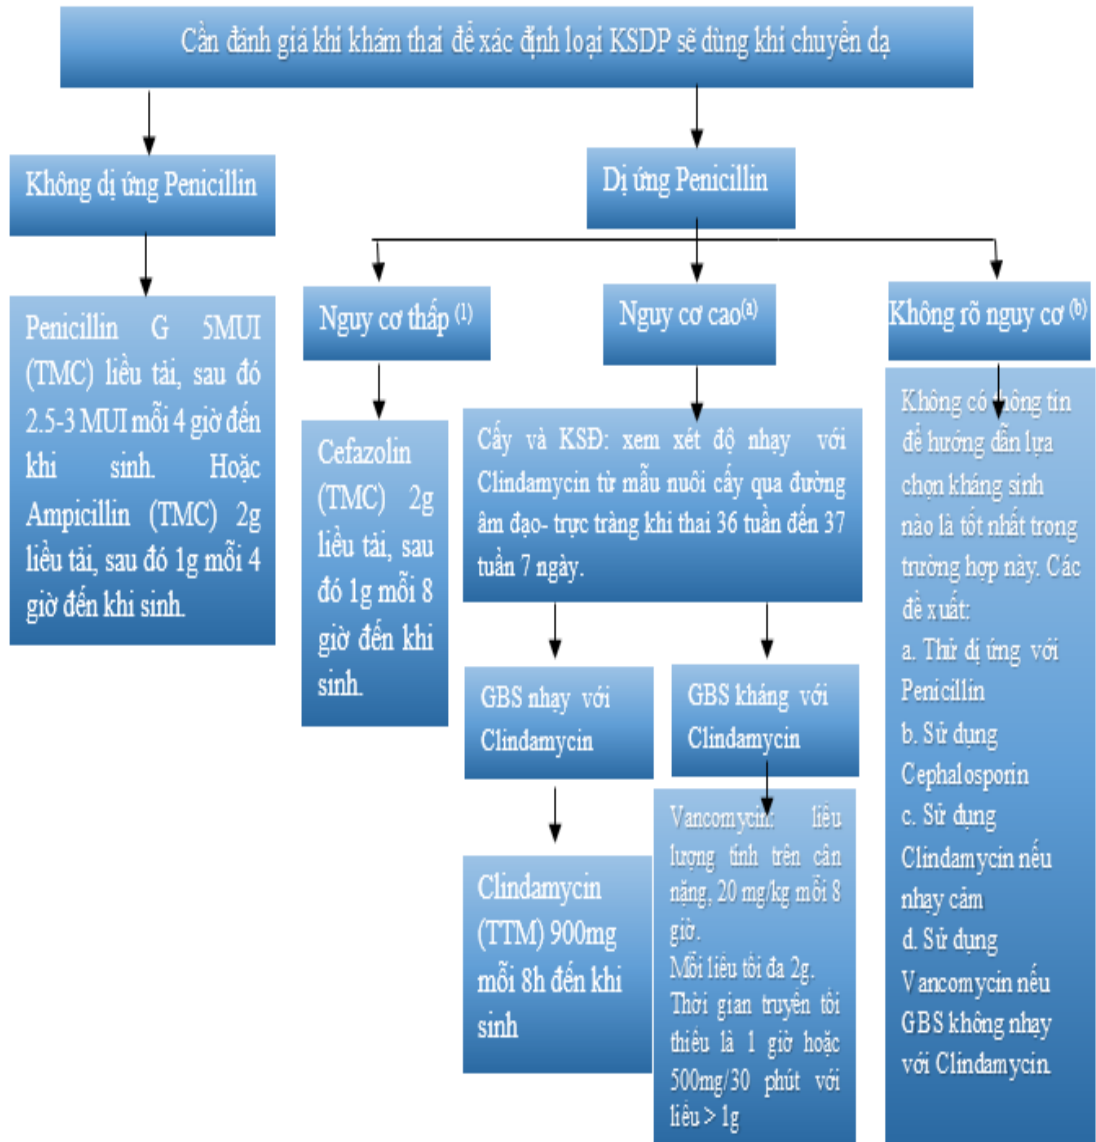 Cần đánh giá khi khám thai để xác định loại KSDP sẽ dùng khi chuyển dạ
Không dị ứng Penicillin
Dị ứng Penicillin
Penicillin G 5MUI
(TMC) liều tải, sau đó
2.5-3 MUI mỗi 4 giờ đến
khi sinh. Hoặc
Ampicillin (TMC) 2g
liều tải, sau đó 1g mỗi 4
giờ đến khi sinh.
Nguy cơ thấp (1)
Nguy cơ cao(a)
Không rõ nguy cơ (b)
Cefazolin
(TMC) 2g
liều tải, sau
đó 1g mỗi 8
giờ đến khi
sinh.
Cấy và KSĐ: xem xét độ nhạy với
Clindamycin từ mẫu nuôi cấy qua đường
âm đạo- trực tràng khi thai 36 tuần đến 37
tuần 7 ngày.
GBS nhạy với
Clindamycin
GBS kháng với
Clindamycin
Clindamycin
(TTM) 900mg
mỗi 8h đến khi
sinh
Vancomycin: liều
lượng tính trên cân
nặng, 20 mg/kg mỗi 8
giờ.
Mỗi liều tối đa 2g.
Thời gian truyền tối
thiểu là 1 giờ hoặc
500mg/30 phút với
liều > 1g
Không có thông tin
để hướng dẫn lựa
chọn kháng sinh
nào là tốt nhất trong
trường hợp này. Các
đề xuất:
a. Thử dị ứng với
Penicillin
b. Sử dụng
Cephalosporin
c. Sử dụng
Clindamycin nếu
nhạy cảm
d. Sử dụng
Vancomycin nếu
GBS không nhạy
với Clindamycin.